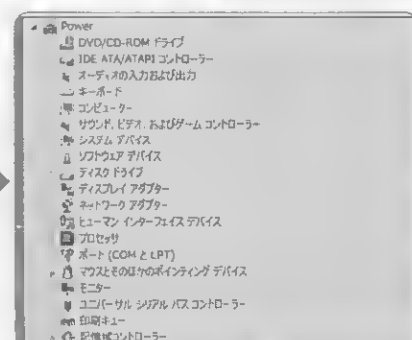 Power
DVD/CD-ROM ドライブ
IDE ATA/ATAPI コントローラー
オーディオの入力および出力
キーボード
コンピューター
サウンド、ビデオ、およびゲーム コントローラー
システム デバイス
ソフトウェア デバイス
ディスク ドライブ
ディスプレイ アダプター
ネットワーク アダプター
ヒューマン インターフェイス デバイス
プロセッサ
ポート (COM と LPT)
マウスとそのほかのポインティング デバイス
モニター
ユニバーサル シリアル バス コントローラー
印刷キュー
記憶域コントローラー